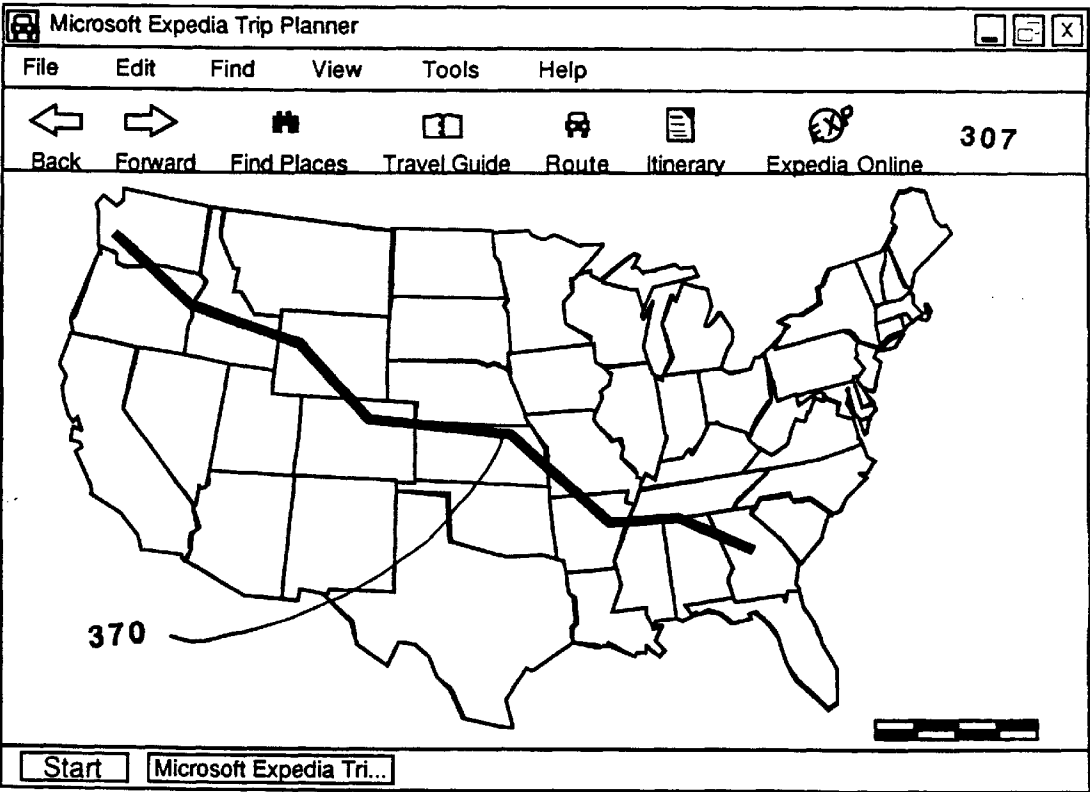 Microsoft Expedia Trip Planner
X
File Edit Find View Tools Help
Back Forward Find Places Travel Guide Route Itinerary Expedia Online
EXP
307
370
Start Microsoft Expedia Tri...